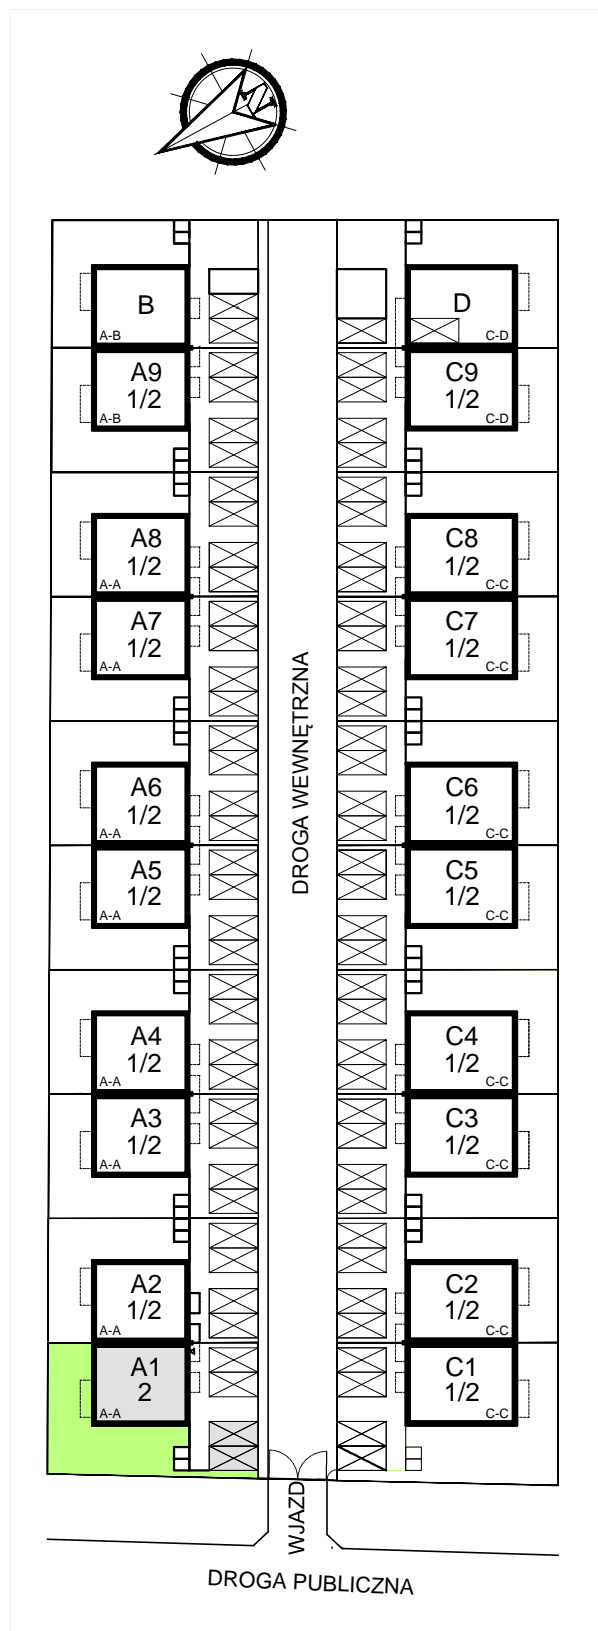 N
B
A-B
D
C-D
A9
1/2
A-B
C9
1/2
C-D
A8
1/2
A-A
C8
1/2
C-C
A7
1/2
A-A
C7
1/2
C-C
DROGA WEWNĘTRZNA
A6
1/2
A-A
C6
1/2
C-C
A5
1/2
A-A
C5
1/2
C-C
A4
1/2
A-A
C4
1/2
C-C
A3
1/2
A-A
C3
1/2
C-C
A2
1/2
A-A
C2
1/2
C-C
A1
2
A-A
C1
1/2
C-C
WJAZD
DROGA PUBLICZNA